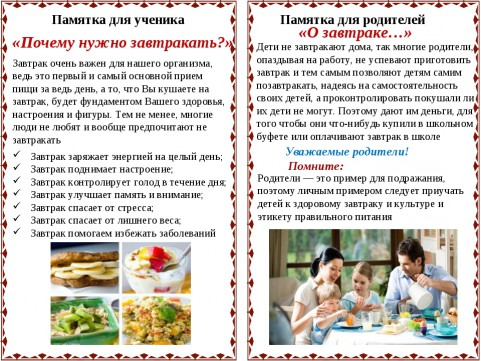 Памятка для ученика
«Почему нужно завтракать?»
Завтрак очень важен для нашего организма,
ведь это первый и самый основной прием
пищи за ведь день, а то, что Вы кушаете на
завтрак, будет фундаментом Вашего здоровья,
настроения и фигуры. Тем не менее, многие
люди не любят и вообще предпочитают не
завтракать
✓ Завтрак заряжает энергией на целый день;
✓ Завтрак поднимает настроение;
✓ Завтрак контролирует голод в течение дня;
✓ Завтрак улучшает память и внимание;
✓ Завтрак спасает от стресса;
✓ Завтрак спасает от лишнего веса;
✓ Завтрак помогаем избежать заболеваний
Памятка для родителей
«О завтраке…»
Дети не завтракают дома, так многие родители,
опаздывая на работу, не успевают приготовить
завтрак и тем самым позволяют детям самим
позавтракать, надеясь на самостоятельность
своих детей, а проконтролировать покушали ли
их дети не могут. Поэтому дают им деньги, для
того чтобы они что-нибудь купили в школьном
буфете или оплачивают завтрак в школе
Уважаемые родители!
Помните:
Родители — это пример для подражания,
поэтому личным примером следует приучать
детей к здоровому завтраку и культуре и
этикету правильного питания